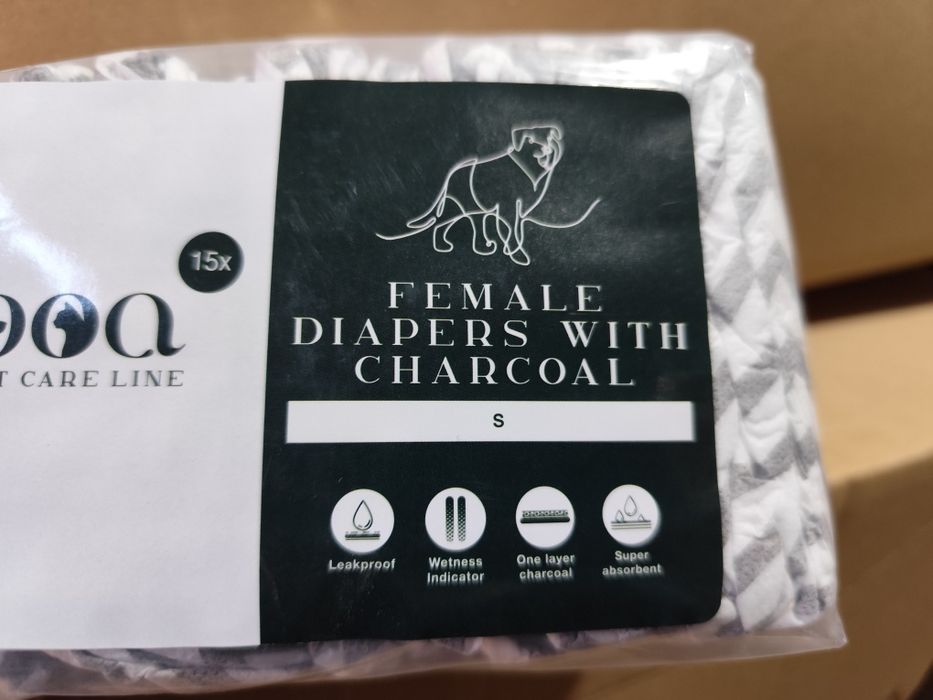 15x
CARE LINE
FEMALE
DIAPERS WITH
CHARCOAL
S
Leakproof
Wetness
Indicator
One layer
charcoal
Super
absorbent